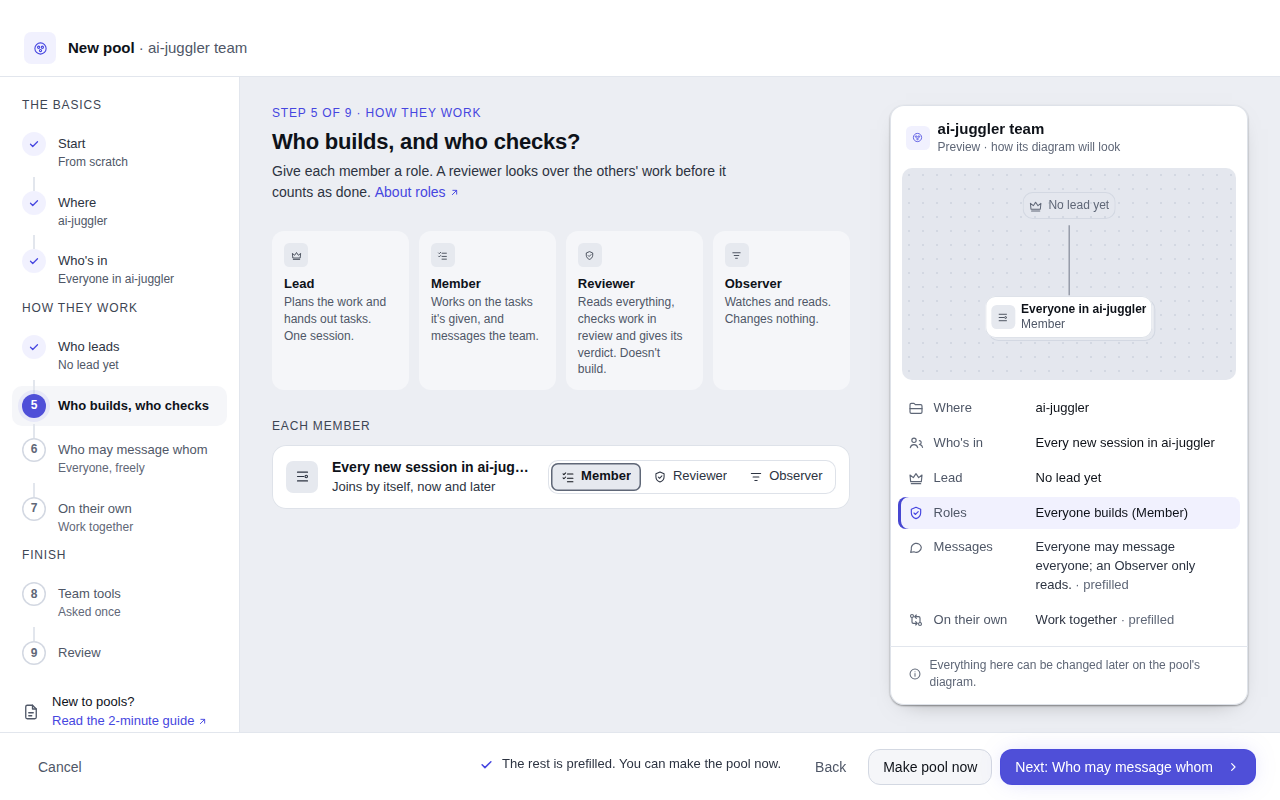 New pool · ai-juggler team
THE BASICS
Start
From scratch
Where
ai-juggler
Who's in
Everyone in ai-juggler
HOW THEY WORK
Who leads
No lead yet
5
Who builds, who checks
6
Who may message whom
Everyone, freely
7
On their own
Work together
FINISH
8
Team tools
Asked once
9
Review
New to pools?
Read the 2-minute guide
STEP 5 OF 9 · HOW THEY WORK
Who builds, and who checks?
Give each member a role. A reviewer looks over the others' work before it
counts as done. About roles
Lead
Plans the work and
hands out tasks.
One session.
Member
Works on the tasks
it's given, and
messages the team.
Reviewer
Reads everything,
checks work in
review and gives its
verdict. Doesn't
build.
Observer
Watches and reads.
Changes nothing.
EACH MEMBER
Every new session in ai-jug…
Joins by itself, now and later
Member
Reviewer
Observer
ai-juggler team
Preview · how its diagram will look
No lead yet
Everyone in ai-juggler
Member
Where
ai-juggler
Who's in
Every new session in ai-juggler
Lead
No lead yet
Roles
Everyone builds (Member)
Messages
Everyone may message
everyone; an Observer only
reads. · prefilled
On their own
Work together · prefilled
Everything here can be changed later on the pool's
diagram.
Cancel
The rest is prefilled. You can make the pool now.
Back
Make pool now
Next: Who may message whom